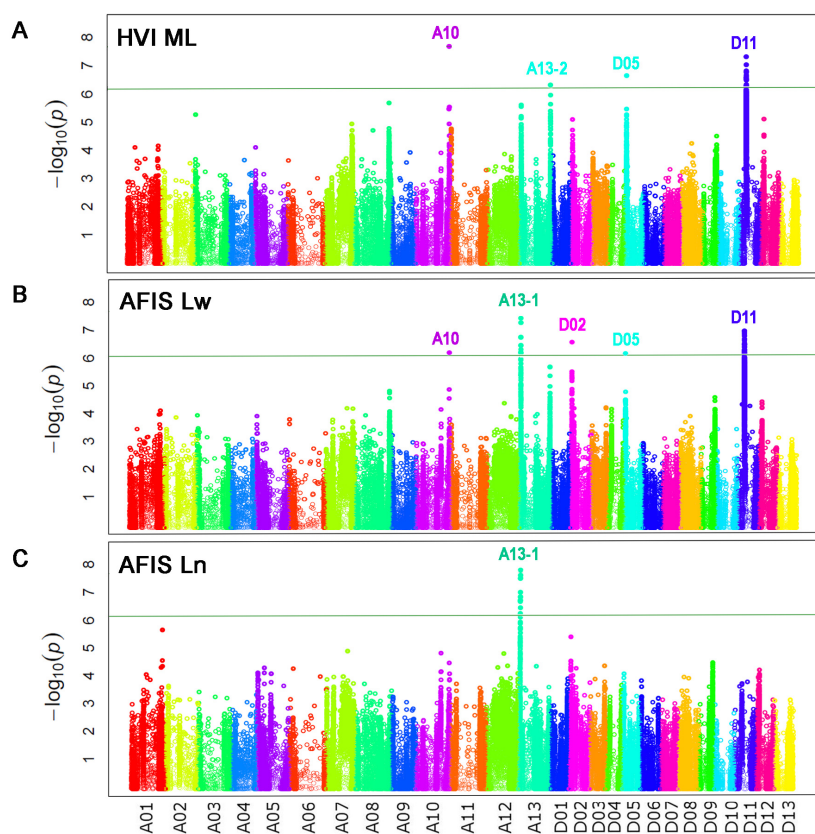 A
HVI ML
8
7
6
5
4
3
2
1
−log10(p)
A10
A13-2
D05
D11
B
AFIS Lw
8
7
6
5
4
3
2
1
−log10(p)
A10
A13-1
D02
D05
D11
C
AFIS Ln
8
7
6
5
4
3
2
1
−log10(p)
A13-1
A01 A02 A03 A04 A05 A06 A07 A08 A09 A10 A11 A12 A13 D01 D02 D03 D04 D05 D06 D07 D08 D09 D10 D11 D12 D13